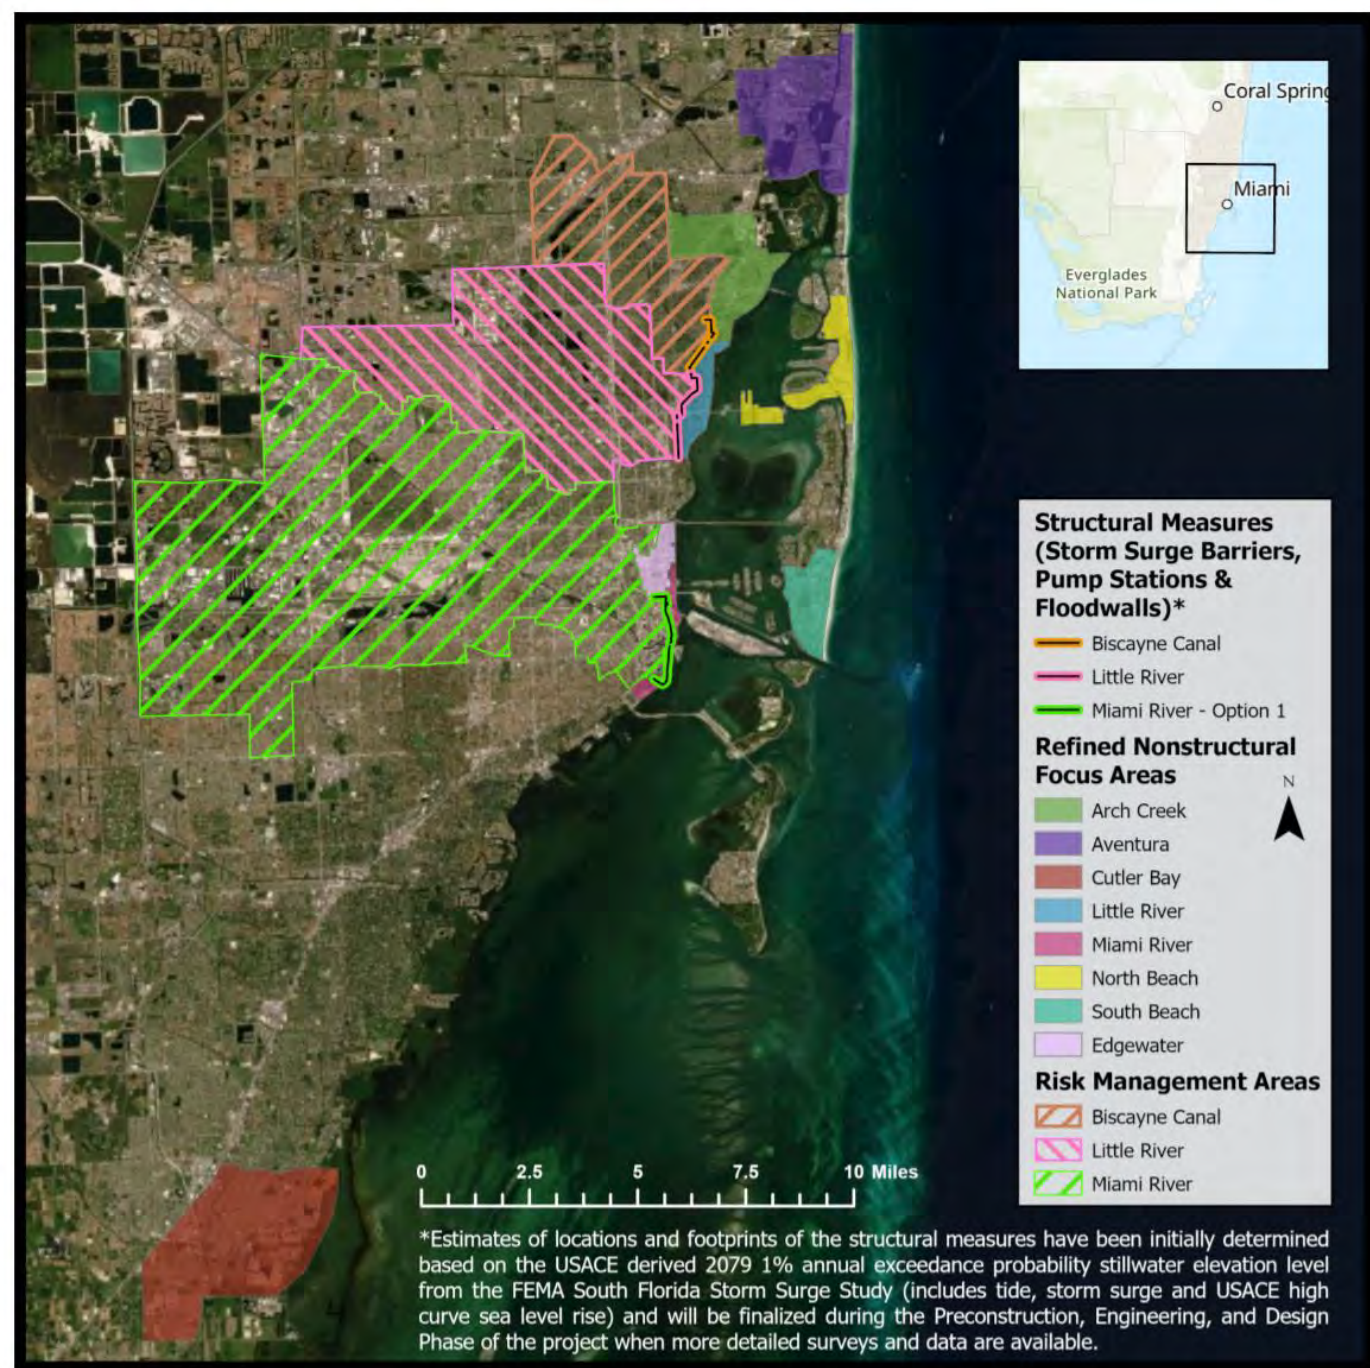 Coral Spring
Miami
Everglades
National Park
Structural Measures
(Storm Surge Barriers,
Pump Stations &
Floodwalls)*
Biscayne Canal
Little River
Miami River - Option 1
Refined Nonstructural
Focus Areas
N
Arch Creek
Aventura
Cutler Bay
Little River
Miami River
North Beach
South Beach
Edgewater
Risk Management Areas
Biscayne Canal
Little River
Miami River
0 2.5 5 7.5 10 Miles
*Estimates of locations and footprints of the structural measures have been initially determined
based on the USACE derived 2079 1% annual exceedance probability stillwater elevation level
from the FEMA South Florida Storm Surge Study (includes tide, storm surge and USACE high
curve sea level rise) and will be finalized during the Preconstruction, Engineering, and Design
Phase of the project when more detailed surveys and data are available.